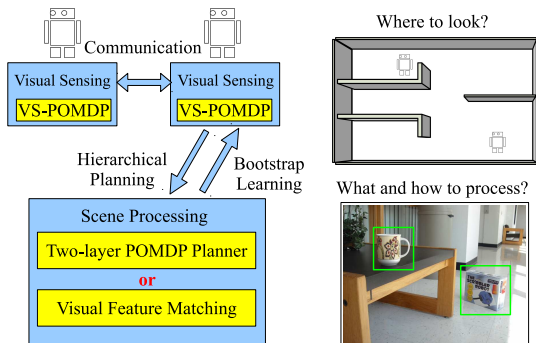 Communication
Visual Sensing
VS-POMDP
Visual Sensing
VS-POMDP
Hierarchical
Planning
Bootstrap
Learning
Scene Processing
Two-layer POMDP Planner
or
Visual Feature Matching
Where to look?
What and how to process?